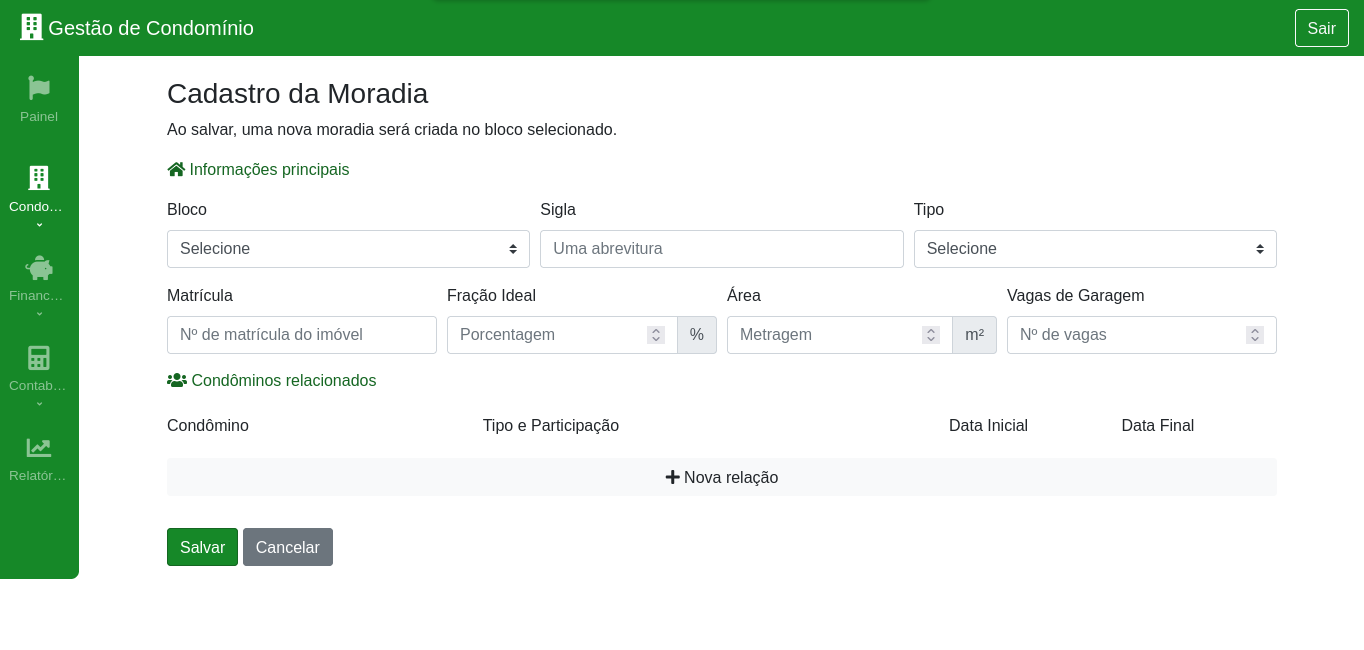 Gestão de Condomínio
Sair
Painel
Condo…
Financ…
Contab…
Relatór…
Cadastro da Moradia
Ao salvar, uma nova moradia será criada no bloco selecionado.
Informações principais
Bloco Sigla Tipo
Selecione Uma abrevitura Selecione
Matrícula Fração Ideal Área Vagas de Garagem
Nº de matrícula do imóvel Porcentagem % Metragem m² Nº de vagas
Condôminos relacionados
Condômino Tipo e Participação Data Inicial Data Final
Nova relação
Salvar Cancelar